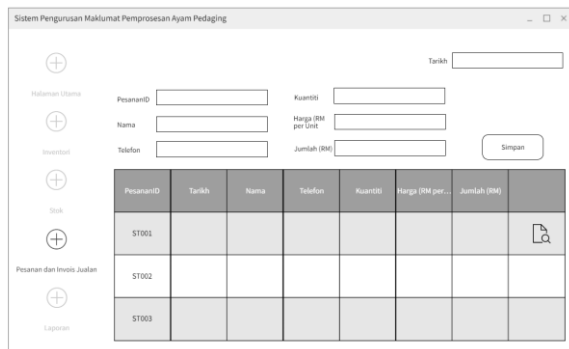 Sistem Pengurusan Maklumat Pemprosesan Ayam Pedaging
Tarikh
Halaman Utama
Inventori
Stok
Pesanan dan Invois Jualan
Laporan
PesananID
Nama
Telefon
Kuantiti
Harga (RM
per Unit
Jumlah (RM)
Simpan
PesananID Tarikh Nama Telefon Kuantiti Harga (RM per... Jumlah (RM)
ST001
ST002
ST003